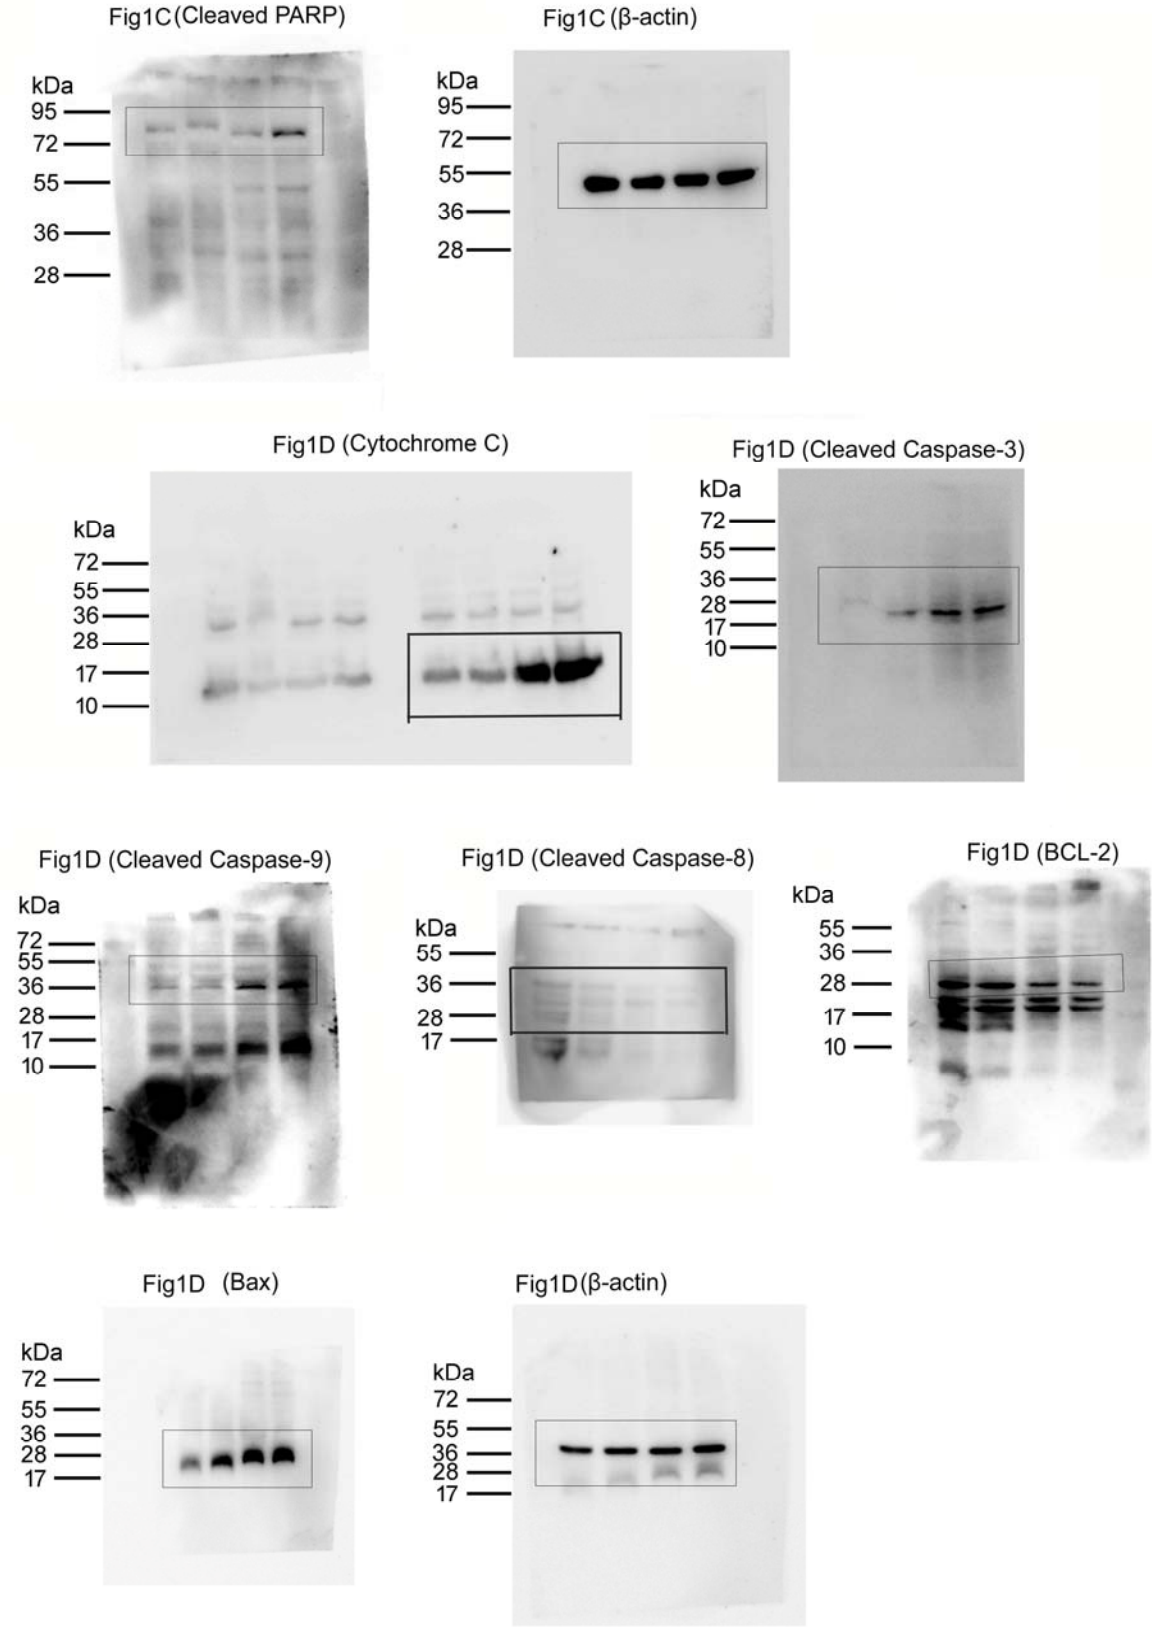 Fig1C (Cleaved PARP)
kDa
95
72
55
36
28
Fig1C (β-actin)
kDa
95
72
55
36
28
Fig1D (Cytochrome C)
kDa
72
55
36
28
17
10
Fig1D (Cleaved Caspase-3)
kDa
72
55
36
28
17
10
Fig1D (Cleaved Caspase-9)
kDa
72
55
36
28
17
10
Fig1D (Cleaved Caspase-8)
kDa
55
36
28
17
Fig1D (BCL-2)
kDa
55
36
28
17
10
Fig1D (Bax)
kDa
72
55
36
28
17
Fig1D (β-actin)
kDa
72
55
36
28
17